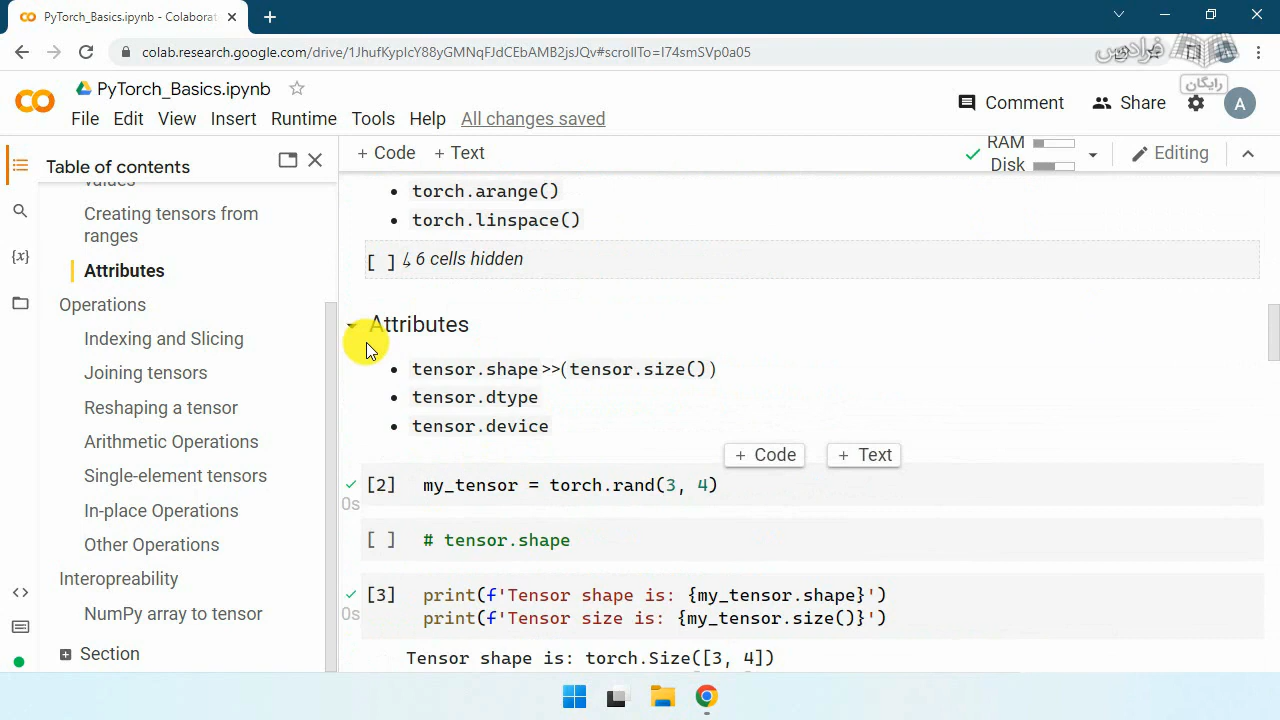 PyTorch_Basics.ipynb - Colaborat
colab.research.google.com/drive/1JhufKyplcY88yGMNqFJdCEbAMB2jsJQv#scrollTo=I74smSVp0a05
فرادرس
رایگان
PyTorch_Basics.ipynb
File Edit View Insert Runtime Tools Help All changes saved
Comment Share A
Table of contents
+ Code + Text
RAM
Disk
Editing
values
Creating tensors from
ranges
Attributes
Operations
Indexing and Slicing
Joining tensors
Reshaping a tensor
Arithmetic Operations
Single-element tensors
In-place Operations
Other Operations
Interopreability
NumPy array to tensor
Section
torch.arange()
torch.linspace()
[ ] 6 cells hidden
Attributes
tensor.shape >>(tensor.size())
tensor.dtype
tensor.device
+ Code + Text
[2] my_tensor = torch.rand(3, 4)
0s
[ ] # tensor.shape
[3] print(f'Tensor shape is: {my_tensor.shape}')
0s print(f'Tensor size is: {my_tensor.size()}')
Tensor shape is: torch.Size([3, 4])